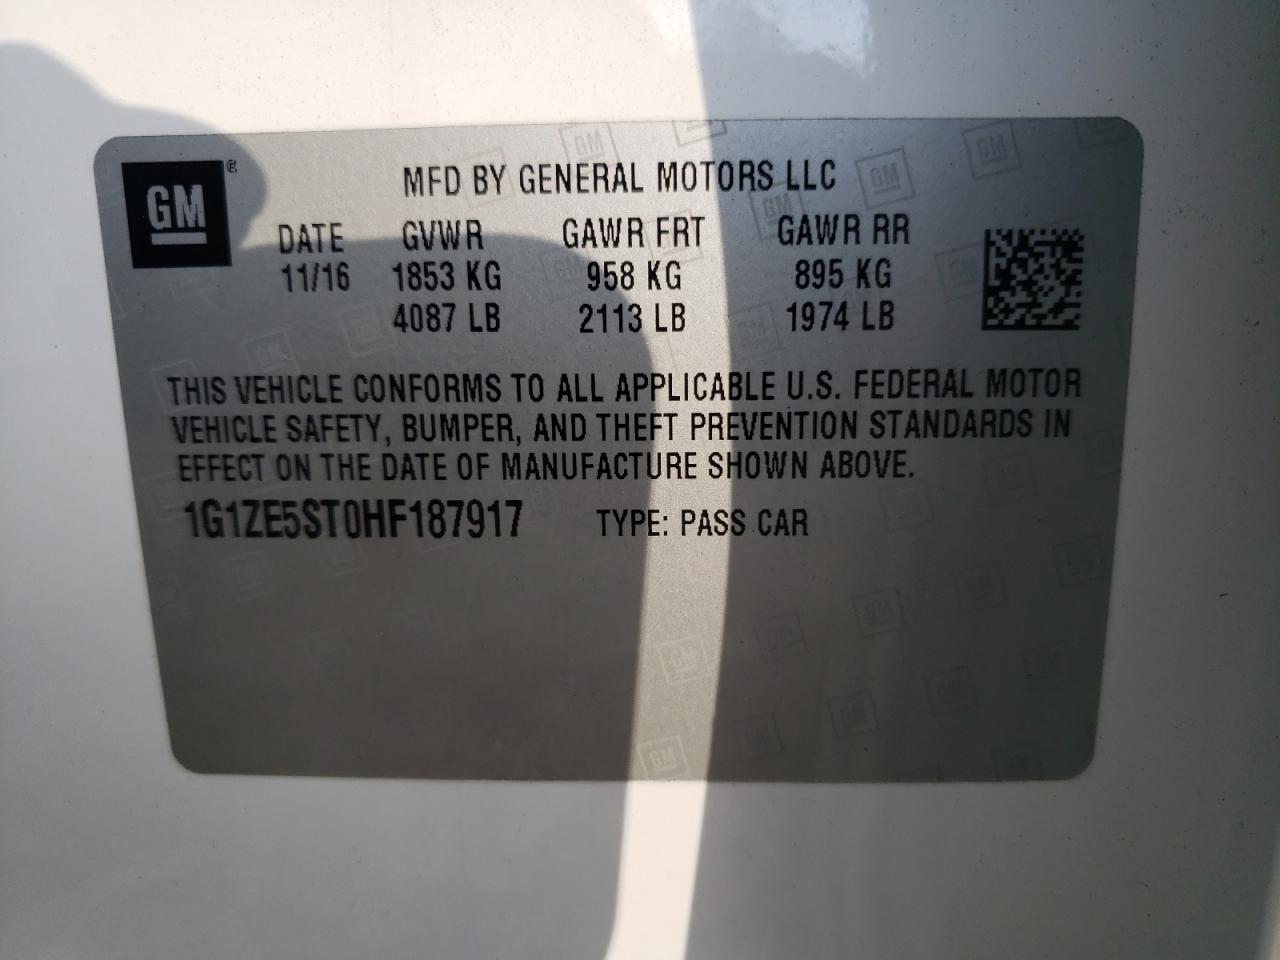 GM®
MFD BY GENERAL MOTORS LLC
DATE GVWR GAWR FRT GAWR RR
11/16 1853 KG 958 KG 895 KG
4087 LB 2113 LB 1974 LB
THIS VEHICLE CONFORMS TO ALL APPLICABLE U.S. FEDERAL MOTOR
VEHICLE SAFETY, BUMPER, AND THEFT PREVENTION STANDARDS IN
EFFECT ON THE DATE OF MANUFACTURE SHOWN ABOVE.
1G1ZE5ST0HF187917 TYPE: PASS CAR